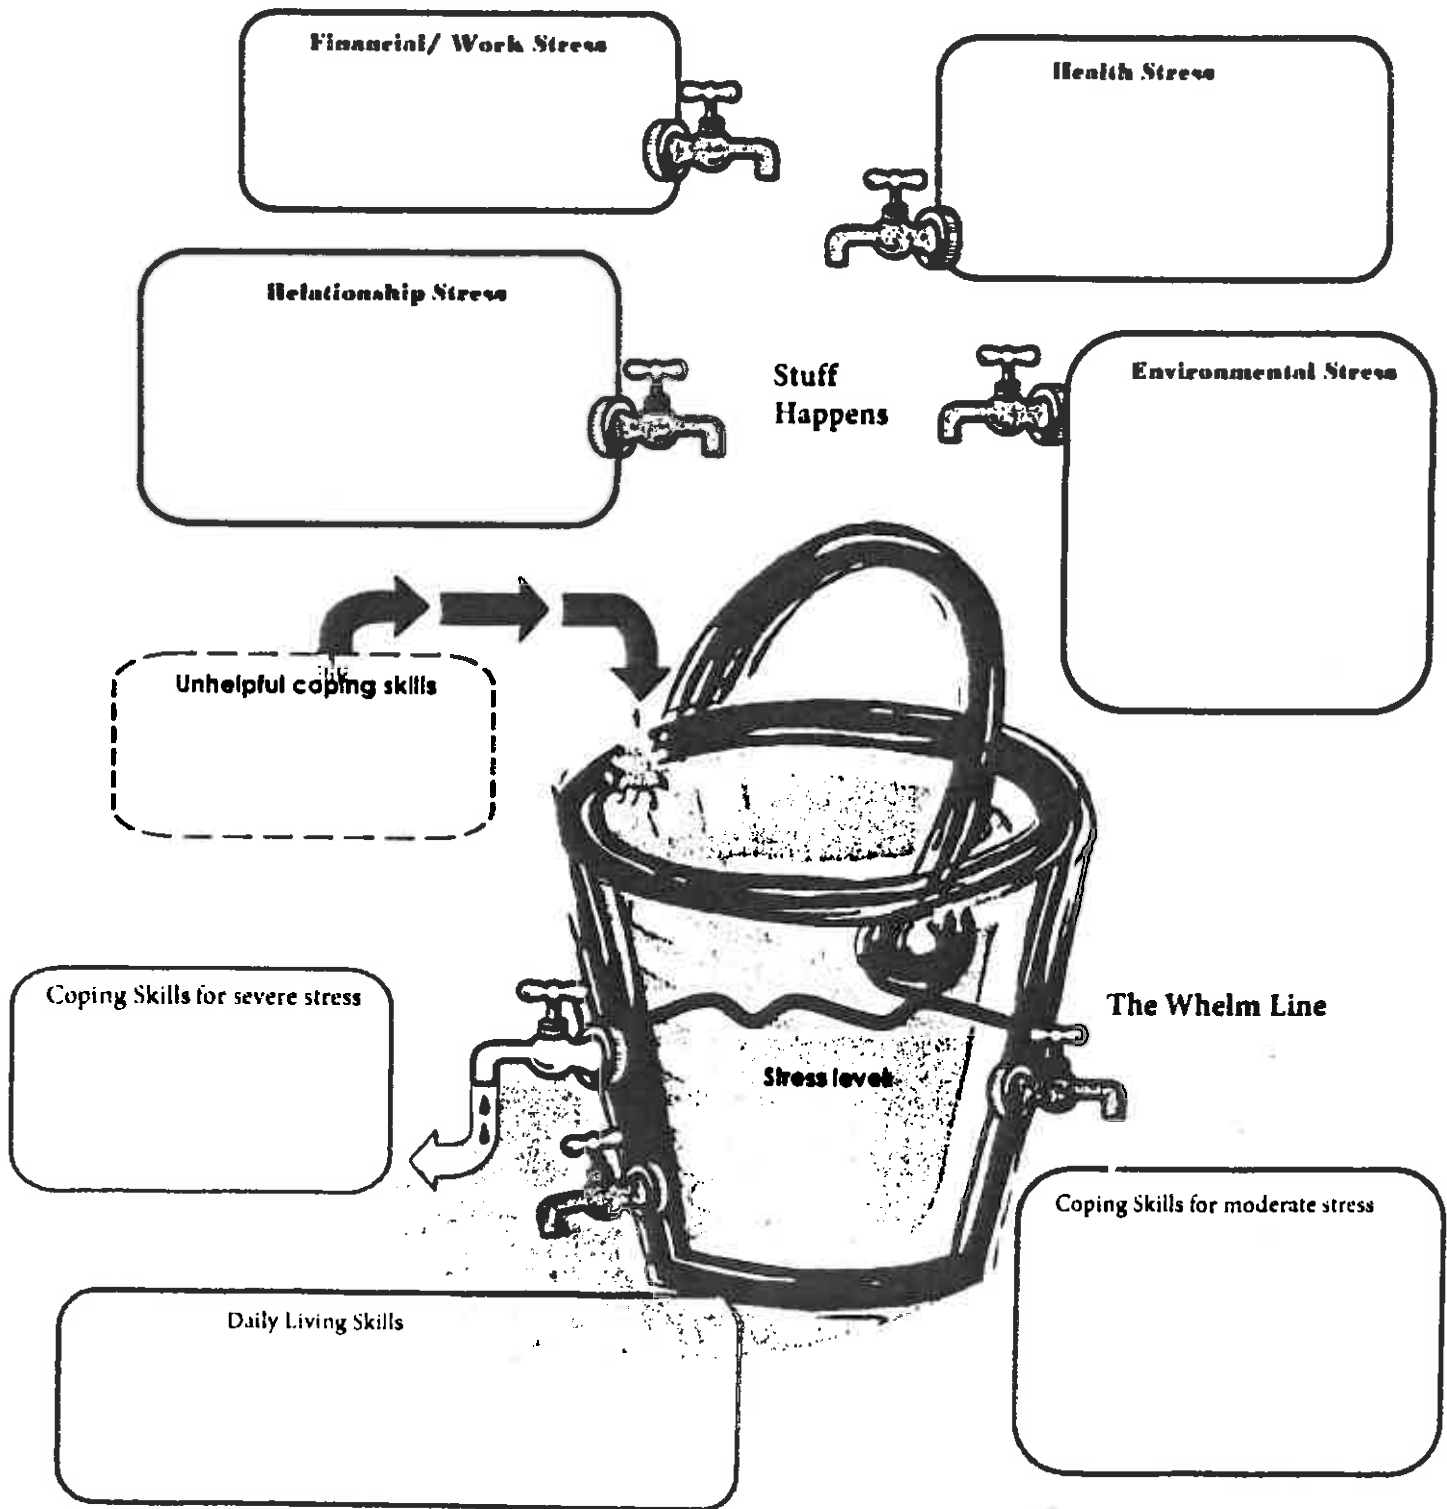 Financial/ Work Stress
Health Stress
Relationship Stress
Stuff
Happens
Environmental Stress
Unhelpful coping skills
Coping Skills for severe stress
The Whelm Line
Stress level
Coping Skills for moderate stress
Daily Living Skills